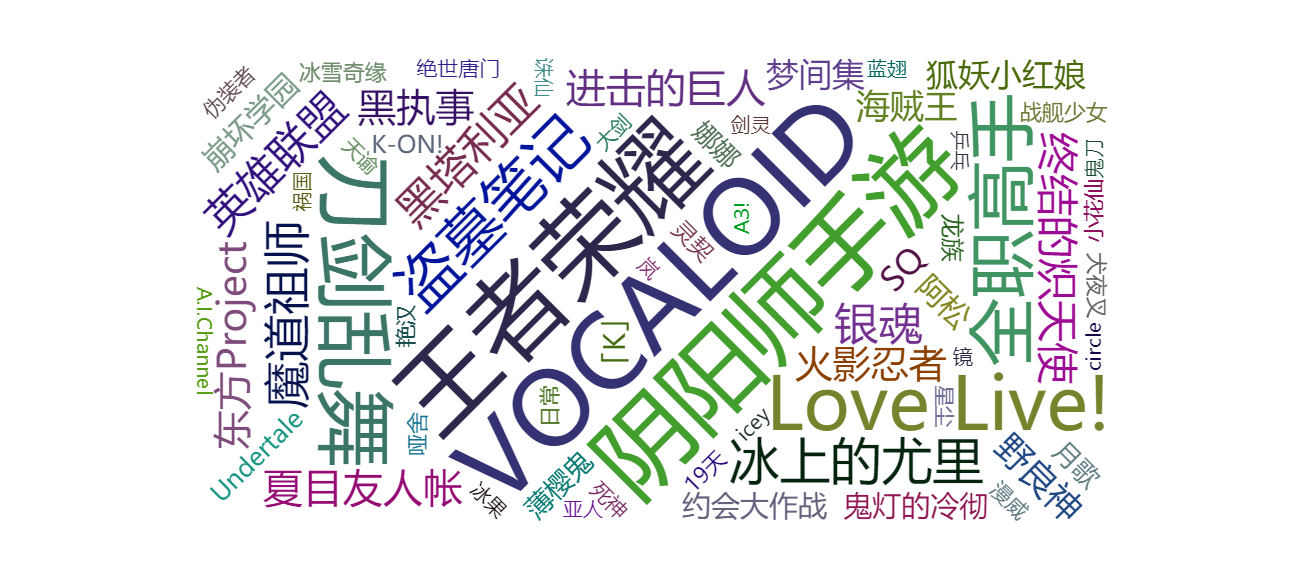 伪装者
崩坏学园
冰雪奇缘
绝世唐门
诛仙
进击的巨人
梦间集
蓝翅
狐妖小红娘
英雄联盟
黑执事
K-ON!
天谕
祸国
黑塔利亚
大剑
娜娜
剑灵
海贼王
战舰少女
乒乓
全职高手
终结的炽天使
鬼刀
小花仙
犬夜叉
circle
刀剑乱舞
盗墓笔记
王者荣耀
VOCALOID
阴阳师手游
A3!
灵契
岚
「K」
日常
龙族
SQ
阿松
银魂
火影忍者
镜
东方Project
魔道祖师
A.I.Channel
艳汉
哑舍
Love Live!
星尘
icey
19天
冰上的尤里
野良神
月歌
漫威
Undertale
夏目友人帐
冰果
薄樱鬼
死神
亚人
约会大作战
鬼灯的冷彻